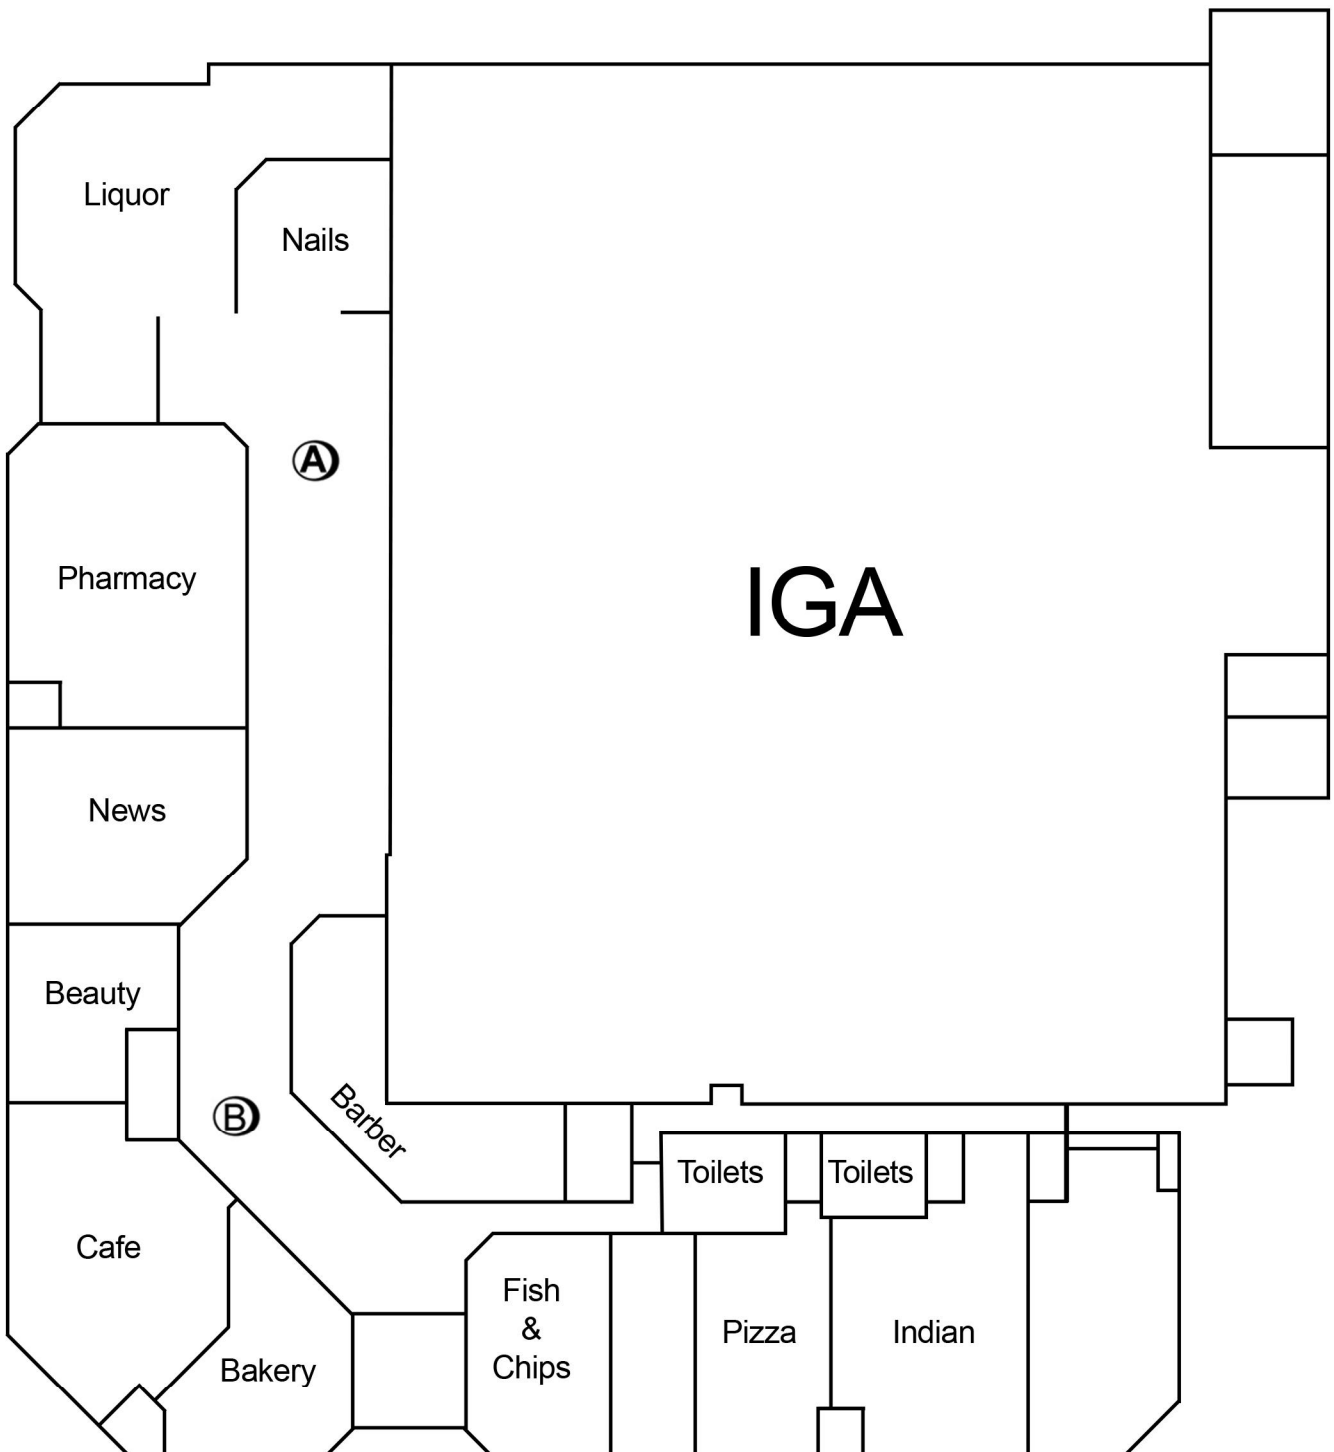 Liquor
Nails
A
Pharmacy
IGA
News
Beauty
B
Barber
Toilets
Toilets
Cafe
Fish
&
Chips
Pizza
Indian
Bakery